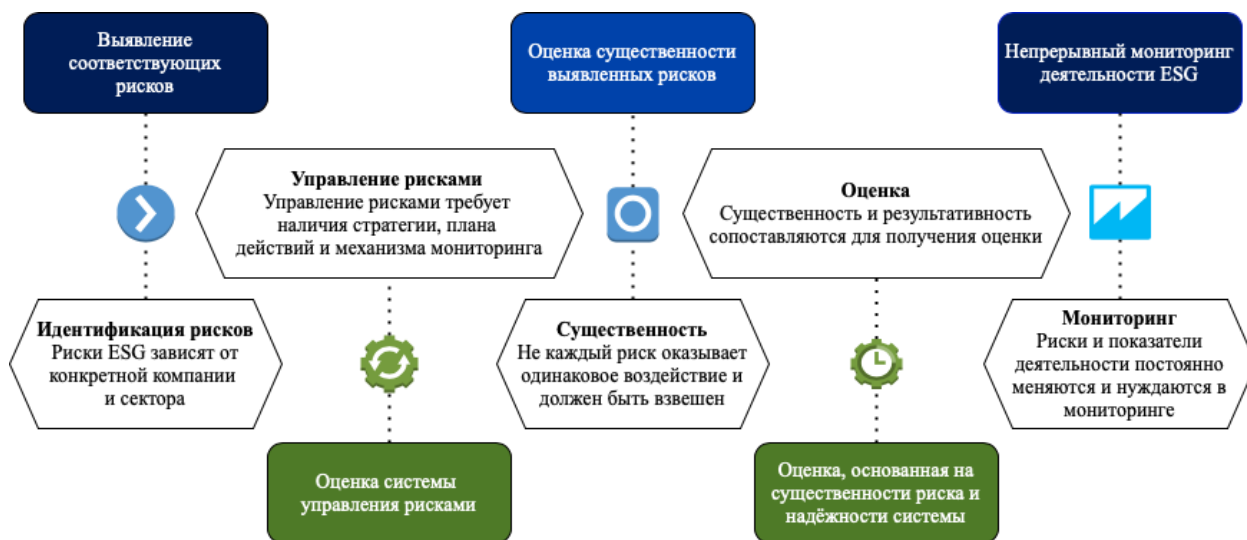 Выявление
соответствующих
рисков
Оценка существенности
выявленных рисков
Непрерывный мониторинг
деятельности ESG
Управление рисками
Управление рисками требует
наличия стратегии, плана
действий и механизма мониторинга
Оценка
Существенность и результативность
сопоставляются для получения оценки
Идентификация рисков
Риски ESG зависят от
конкретной компании
и сектора
Существенность
Не каждый риск оказывает
одинаковое воздействие и
должен быть взвешен
Мониторинг
Риски и показатели
деятельности постоянно
меняются и нуждаются в
мониторинге
Оценка системы
управления рисками
Оценка, основанная на
существенности риска и
надёжности системы